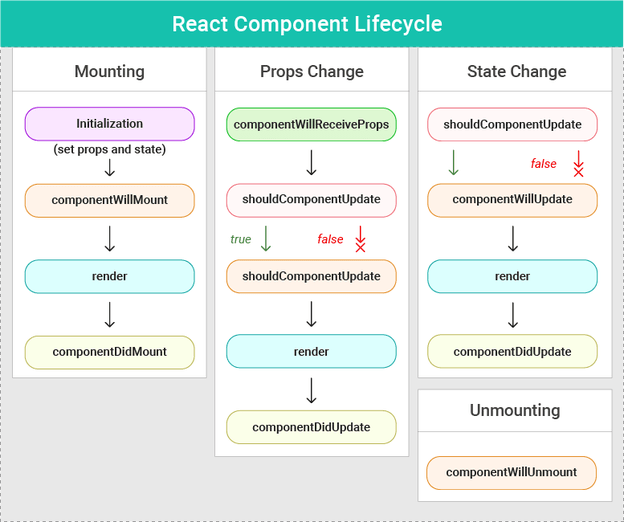 React Component Lifecycle
Mounting
Initialization
(set props and state)
componentWillMount
render
componentDidMount
Props Change
componentWillReceiveProps
shouldComponentUpdate
true
false
shouldComponentUpdate
render
componentDidUpdate
State Change
shouldComponentUpdate
false
componentWillUpdate
render
componentDidUpdate
Unmounting
componentWillUnmount